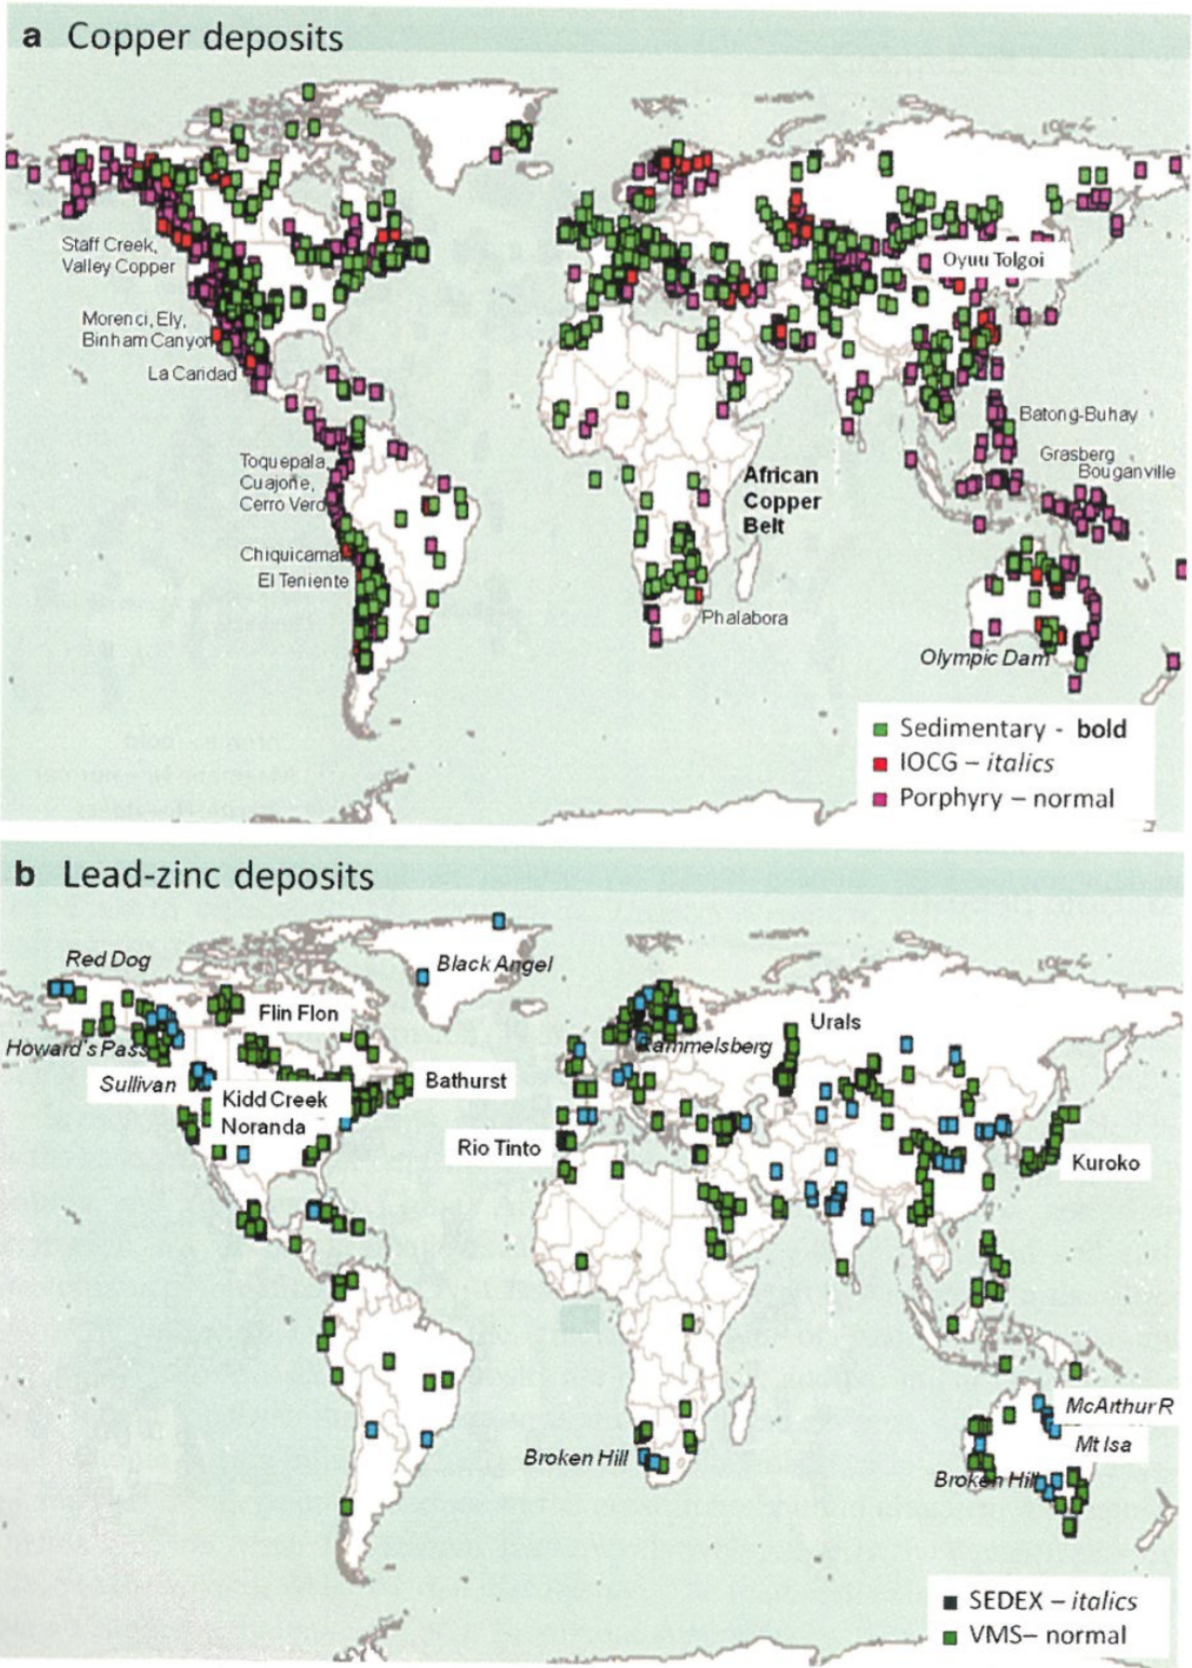 a Copper deposits
Staff Creek,
Valley Copper
Morenci, Ely,
Binham Canyon
La Caridad
Toquepala,
Cuajone,
Cerro Verd
Chiquicama
El Teniente
African
Copper
Belt
Phalabora
Oyuu Tolgoi
Batong-Buhay
Grasberg
Bouganville
Olympic Dam
Sedimentary - bold
IOCG – italics
Porphyry – normal
b Lead-zinc deposits
Red Dog
Black Angel
Flin Flon
Howard's Pass
Sullivan
Kidd Creek
Noranda
Bathurst
Rammelsberg
Urals
Rio Tinto
Kuroko
Broken Hill
McArthur R
Mt Isa
Broken Hill
SEDEX – italics
VMS– normal